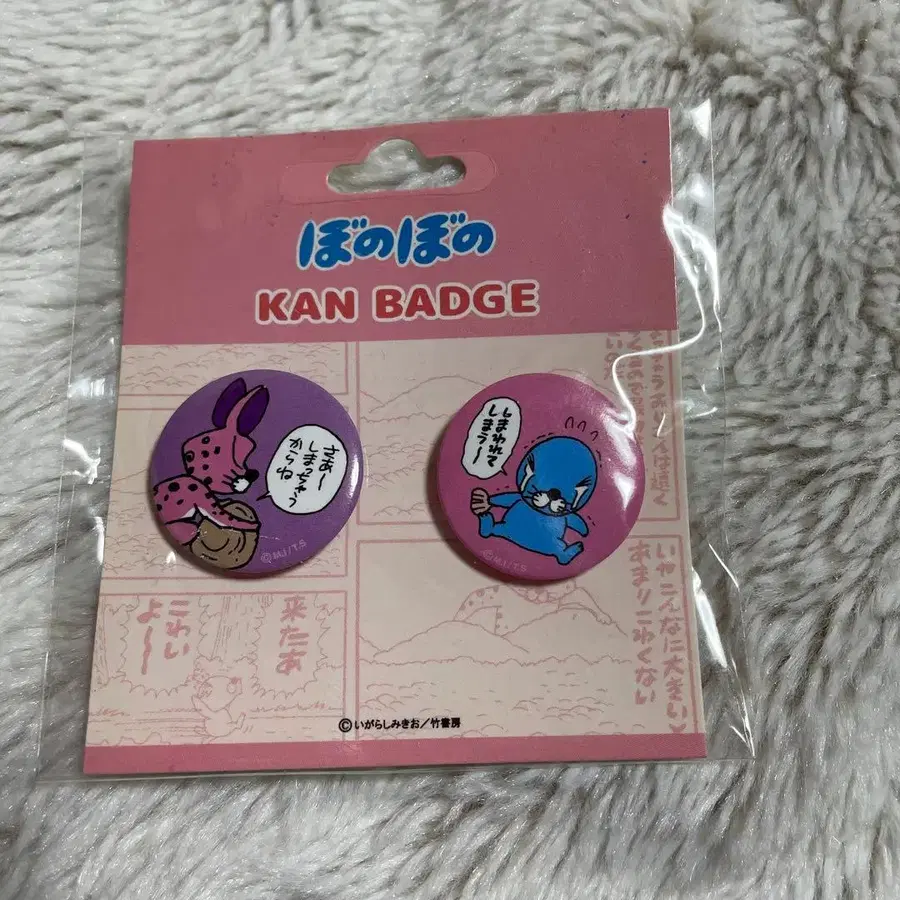 ぼのぼの
KAN BADGE
さあ〜
しまっちゃう
からね
©M.I/T.S
しまわれて
しまう〜
©M.I/T.S
いや こんなに大きい
あまりこわくない
来たあ
こわい
よ〜
©いがらしみきお／竹書房